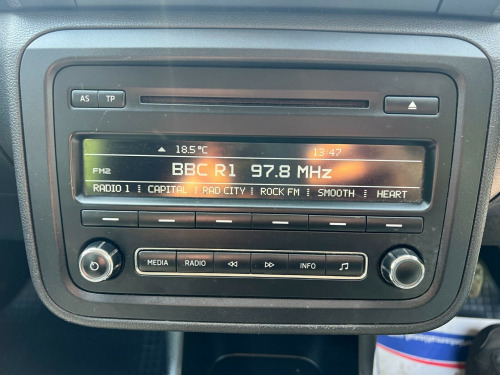 AS TP
18.5°C 13:47
FM2 BBC R1 97.8 MHz
RADIO 1 CAPITAL RAD CITY ROCK FM SMOOTH HEART
MEDIA RADIO INFO